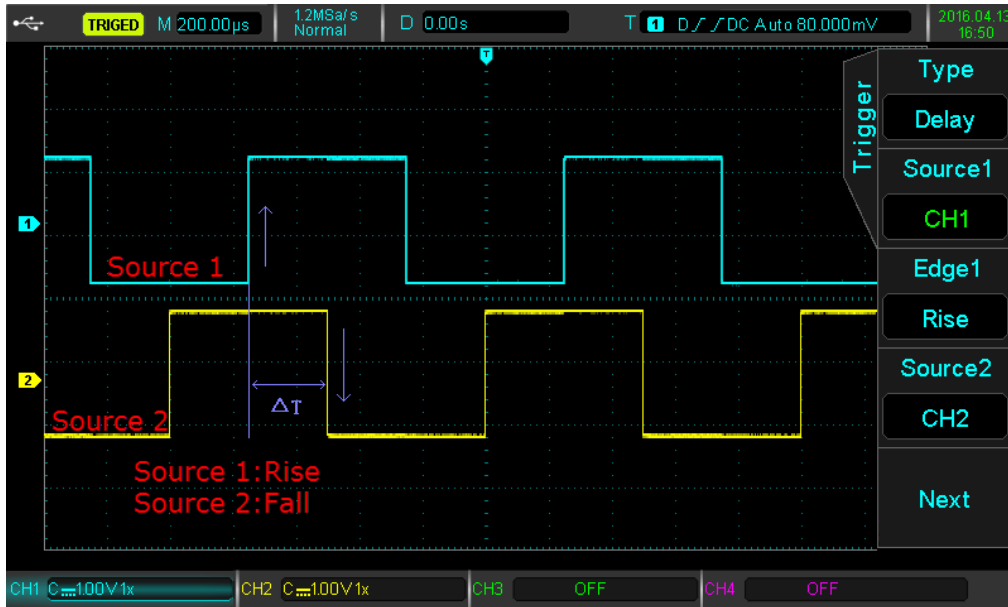 TRIGED M 200.00µs 1.2MSa/s Normal D 0.00s T 1 D DC Auto 80.000mV 2016.04.13 16:50
T
Trigger
Type
Delay
Source1
CH1
Edge1
Rise
Source2
CH2
Next
1
Source 1
2
ΔT
Source 2
Source 1:Rise
Source 2:Fall
CH1 C 1.00V 1x CH2 C 1.00V 1x CH3 OFF CH4 OFF